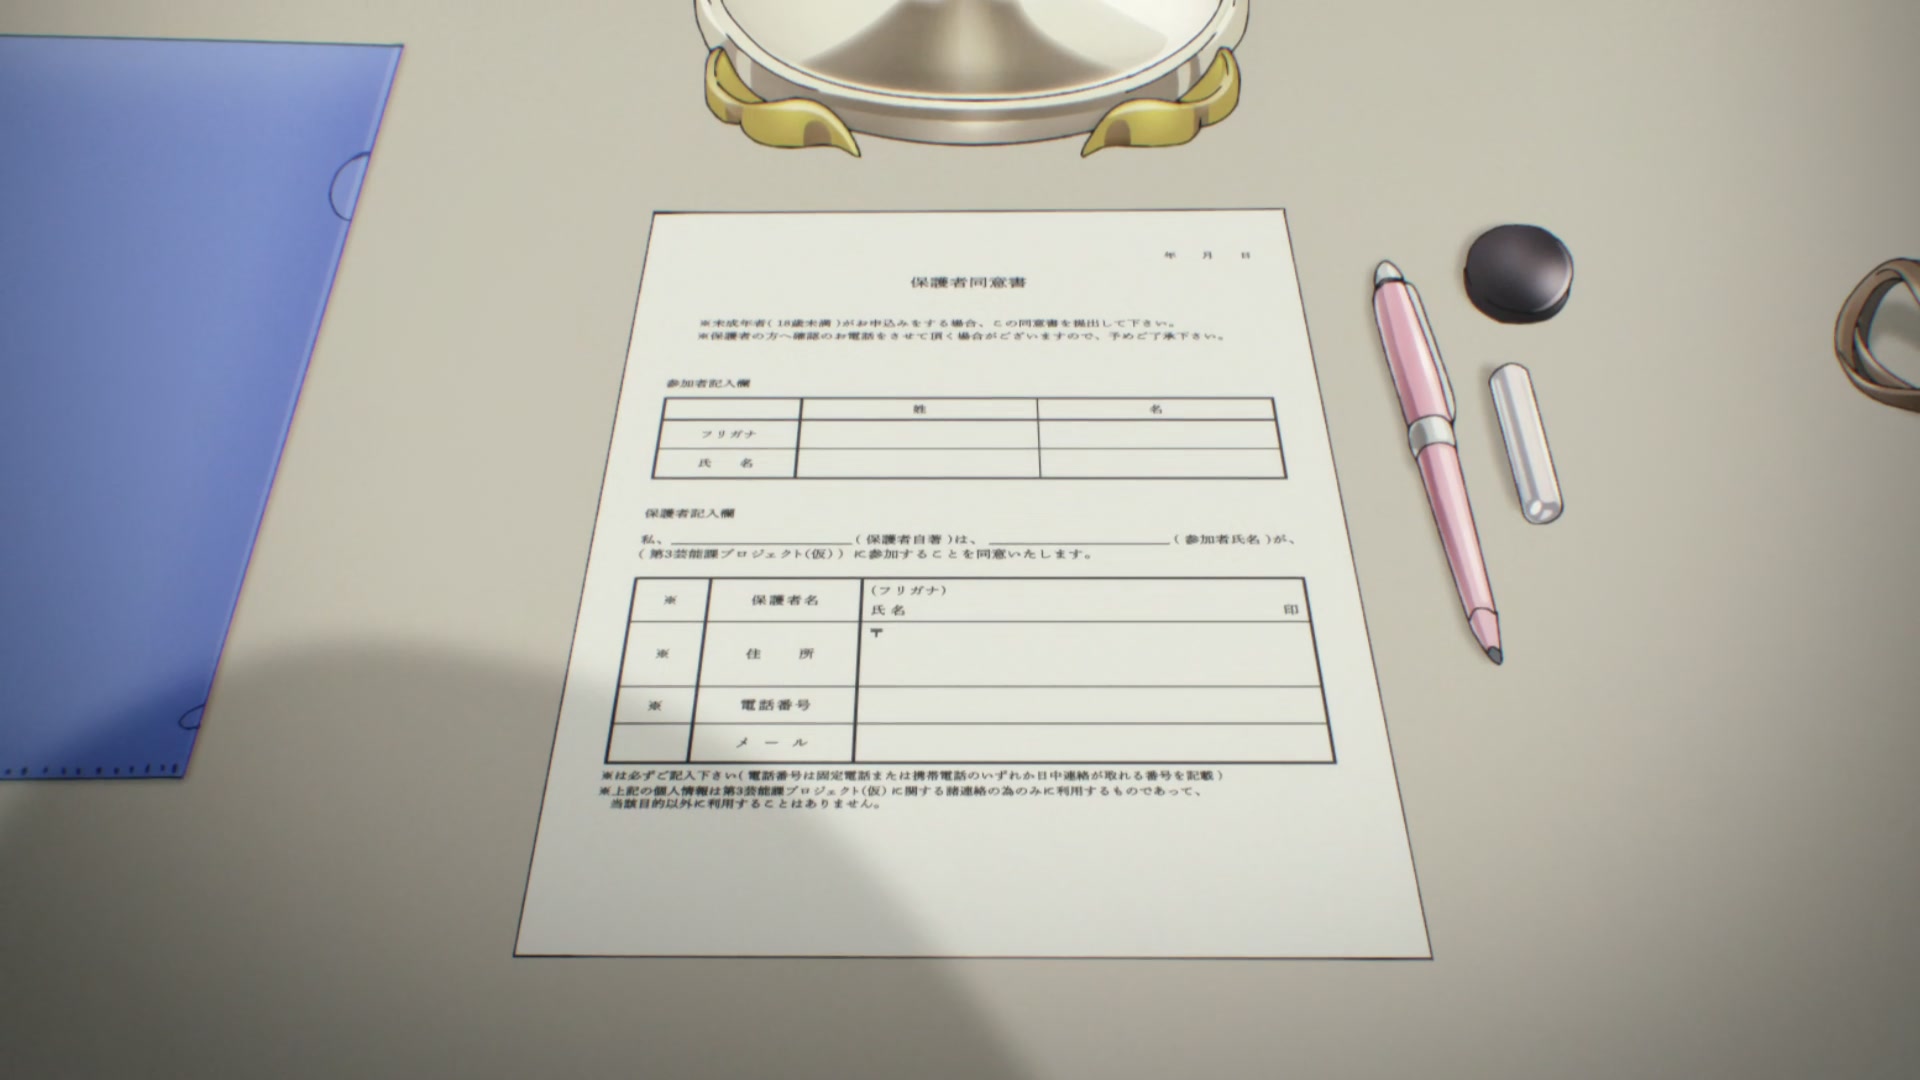 年 月 日
保護者同意書
※未成年者(18歳未満)がお申込みをする場合、この同意書を提出して下さい。
※保護者の方へ確認のお電話をさせて頂く場合がございますので、予めご了承下さい。
参加者記入欄
姓 名
フリガナ
氏 名
保護者記入欄
私、____________(保護者自著)は、____________(参加者氏名)が、
(第3芸能課プロジェクト(仮))に参加することを同意いたします。
※ 保護者名 (フリガナ)
氏名 印
※ 住 所 〒
※ 電話番号
メール
※は必ずご記入下さい(電話番号は固定電話または携帯電話のいずれか日中連絡が取れる番号を記載)
※上記の個人情報は第3芸能課プロジェクト(仮)に関する諸連絡の為のみに利用するものであって、
当該目的以外に利用することはありません。